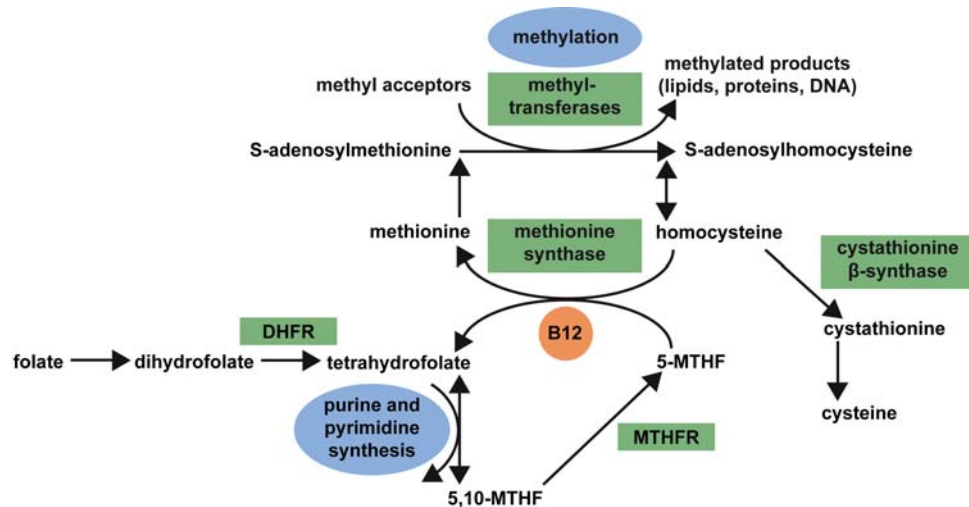 methylation
methyl acceptors
methyl-
transferases
methylated products
(lipids, proteins, DNA)
S-adenosylmethionine
S-adenosylhomocysteine
methionine
methionine
synthase
homocysteine
cystathionine
β-synthase
B12
cystathionine
DHFR
folate
dihydrofolate
tetrahydrofolate
5-MTHF
cysteine
purine and
pyrimidine
synthesis
MTHFR
5,10-MTHF